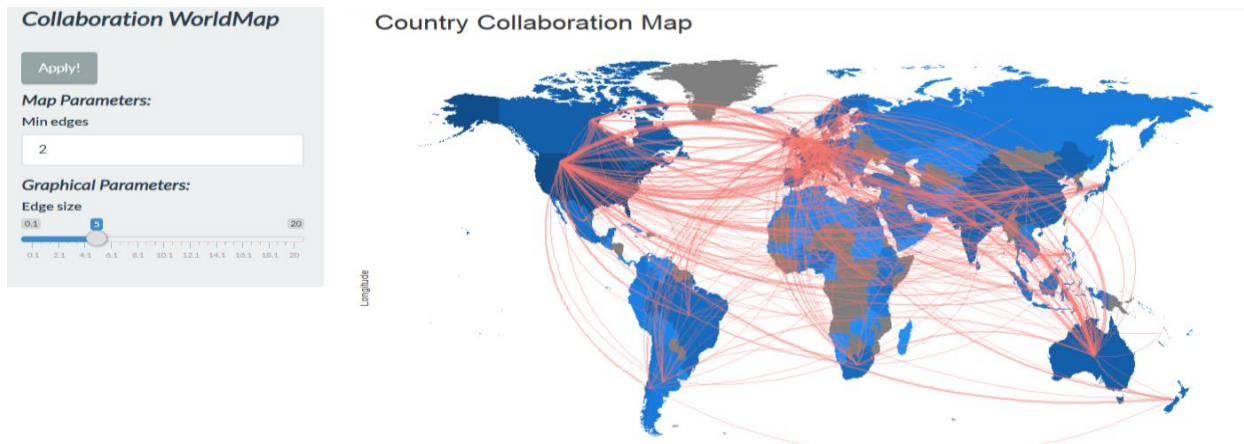 Collaboration WorldMap
Apply!
Map Parameters:
Min edges
2
Graphical Parameters:
Edge size
0.1 5 20
0.1 2.1 4.1 6.1 8.1 10.1 12.1 14.1 16.1 18.1 20
Country Collaboration Map
Longitude